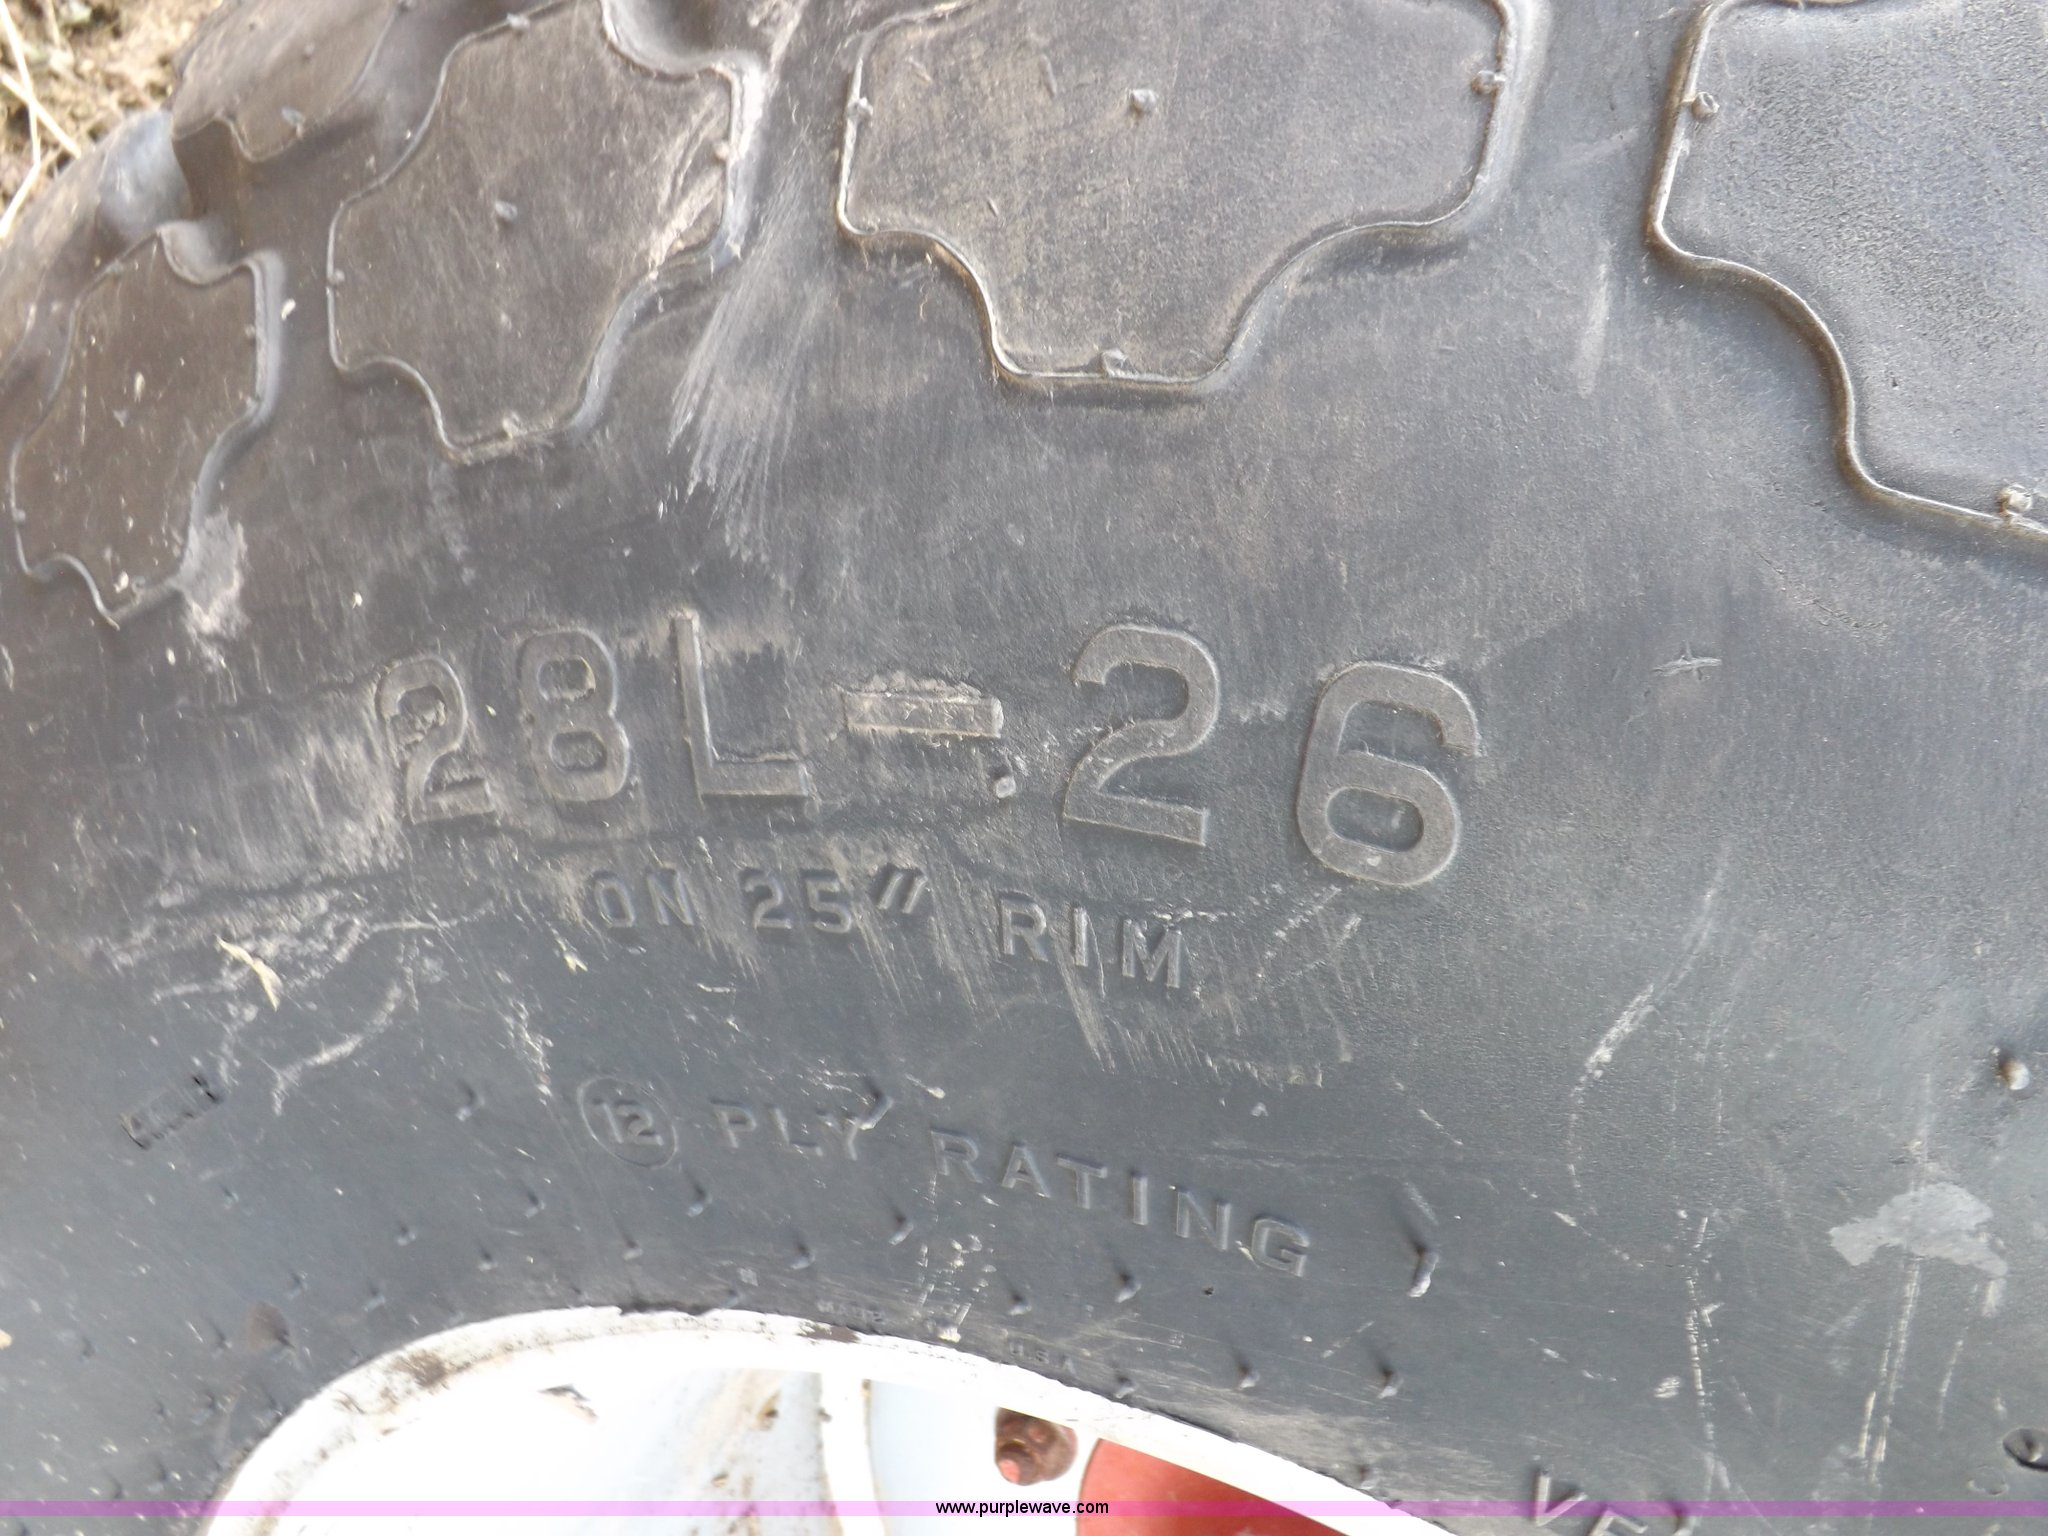 28L-26
ON 25" RIM
12 PLY RATING
U.S.A.
www.purplewave.com